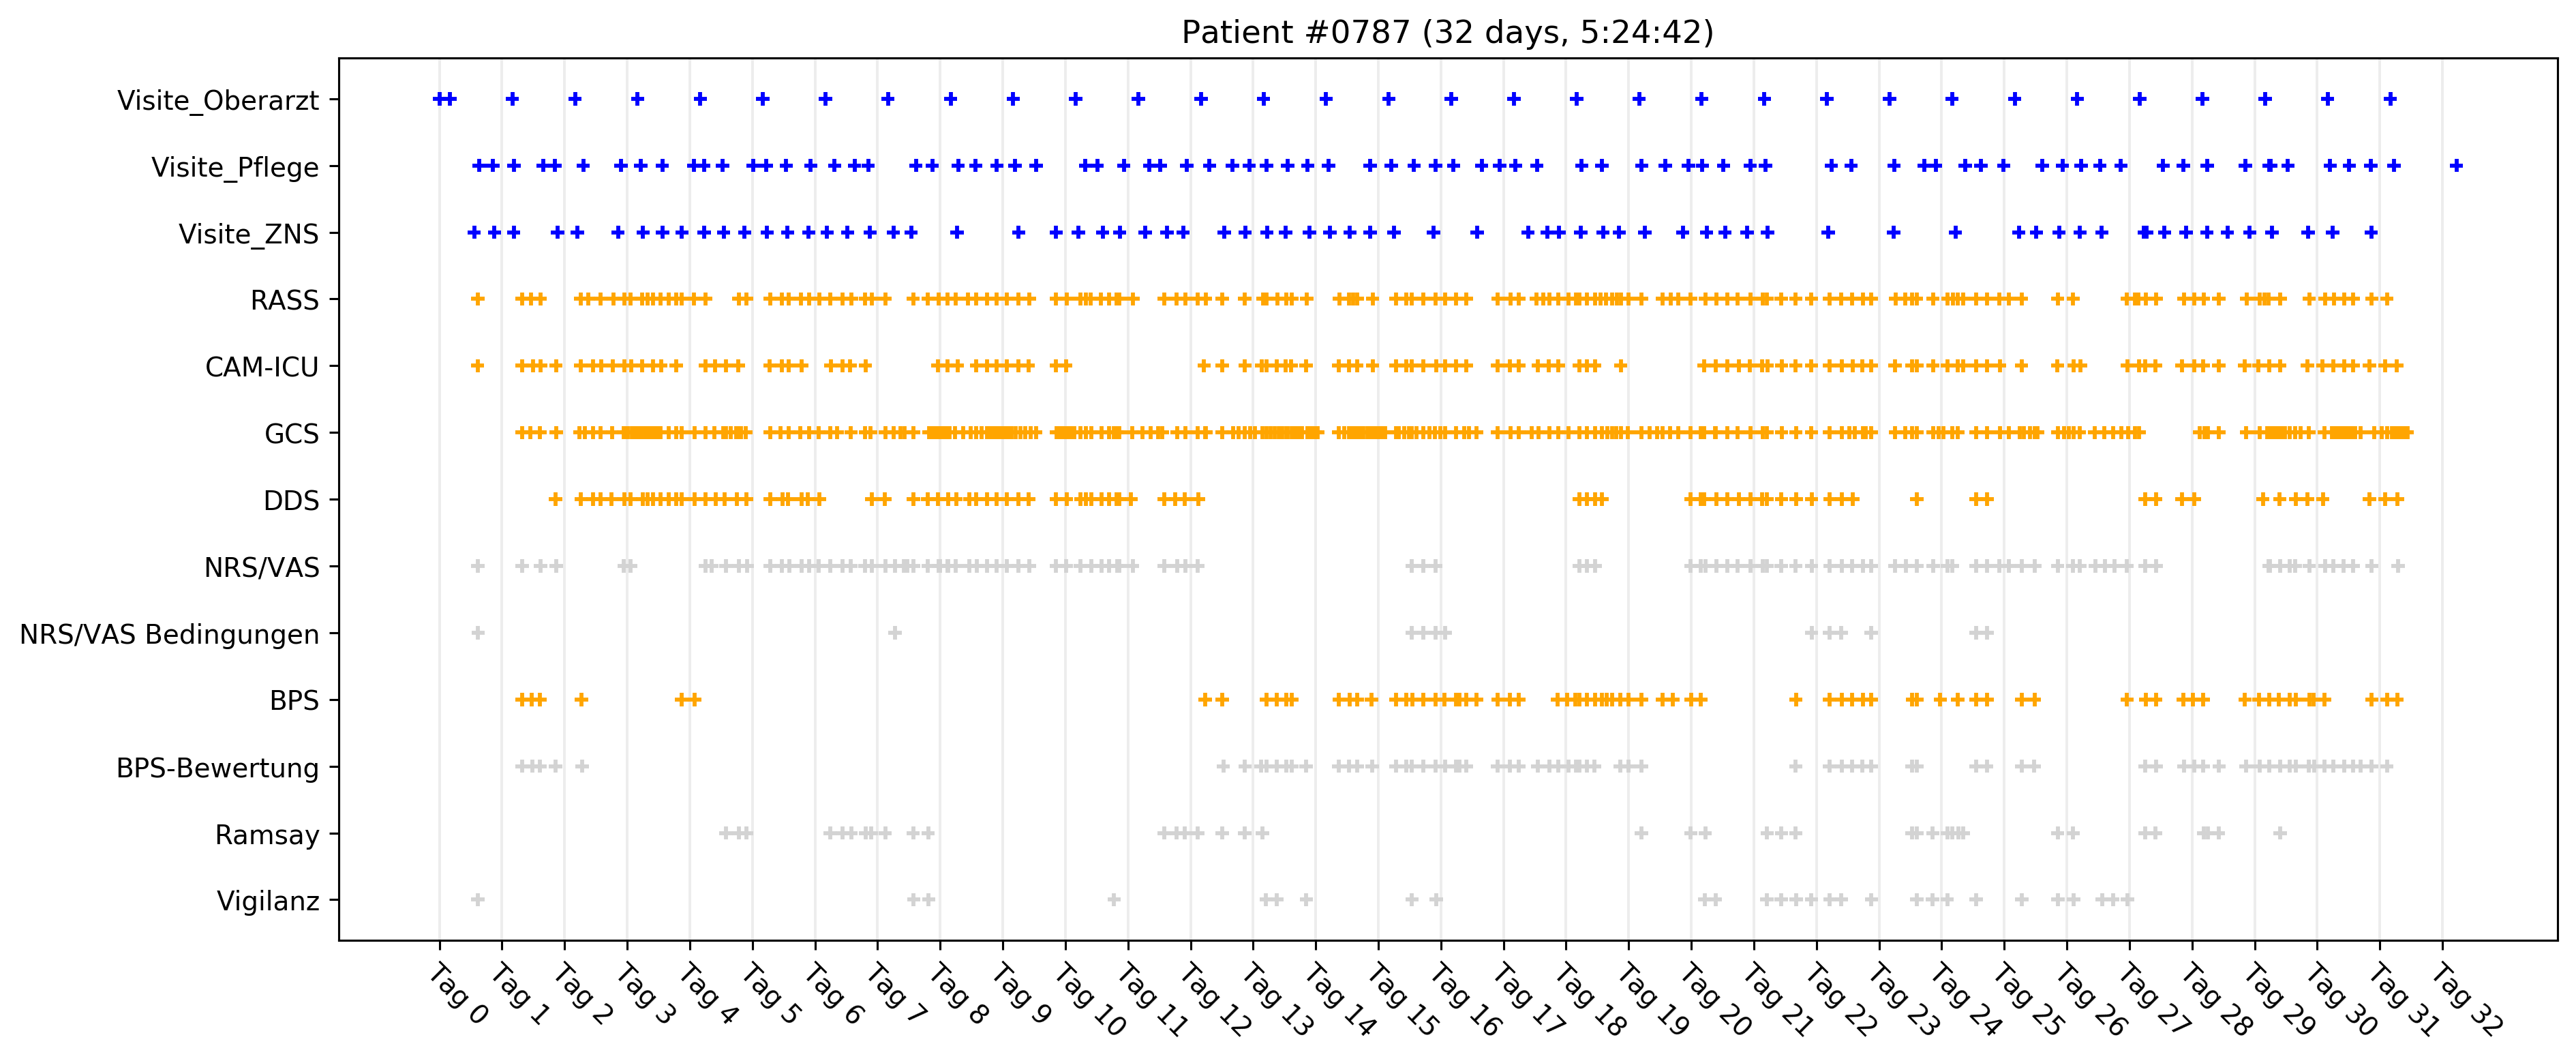 Patient #0787 (32 days, 5:24:42)
Visite_Oberarzt
Visite_Pflege
Visite_ZNS
RASS
CAM-ICU
GCS
DDS
NRS/VAS
NRS/VAS Bedingungen
BPS
BPS-Bewertung
Ramsay
Vigilanz
Tag 0
Tag 1
Tag 2
Tag 3
Tag 4
Tag 5
Tag 6
Tag 7
Tag 8
Tag 9
Tag 10
Tag 11
Tag 12
Tag 13
Tag 14
Tag 15
Tag 16
Tag 17
Tag 18
Tag 19
Tag 20
Tag 21
Tag 22
Tag 23
Tag 24
Tag 25
Tag 26
Tag 27
Tag 28
Tag 29
Tag 30
Tag 31
Tag 32